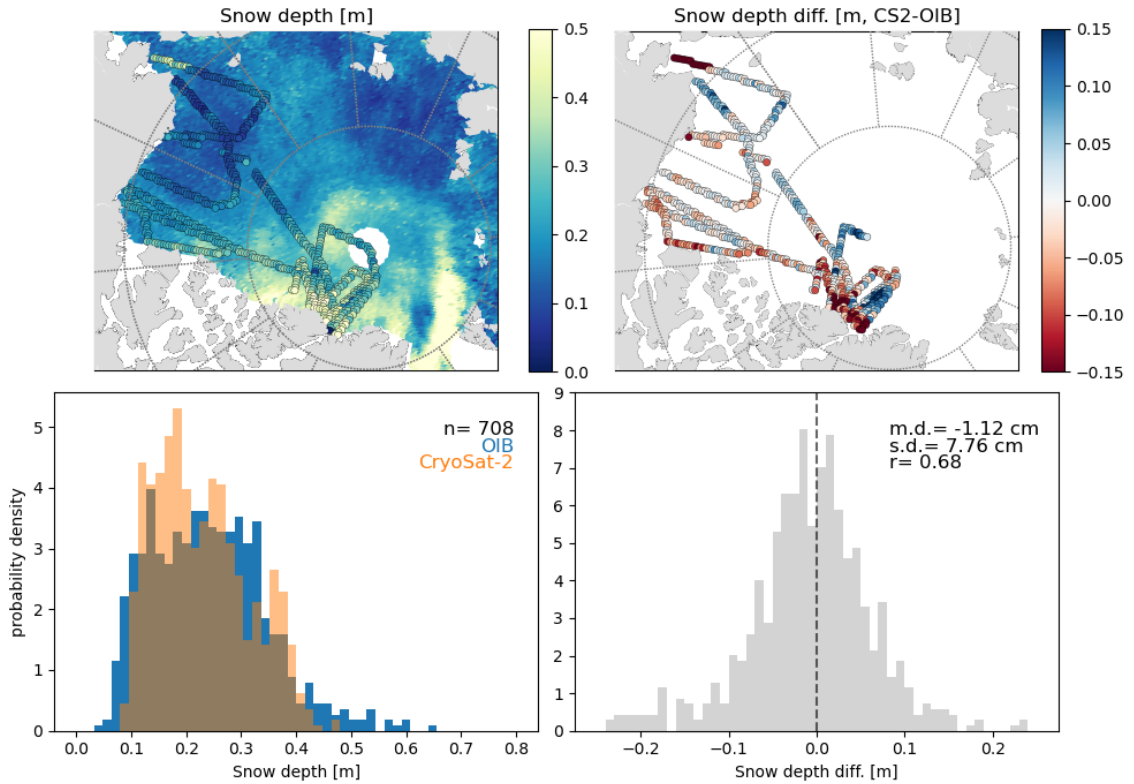 Snow depth [m]
0.5
0.4
0.3
0.2
0.1
0.0
Snow depth diff. [m, CS2-OIB]
0.15
0.10
0.05
0.00
−0.05
−0.10
−0.15
probability density
5
4
3
2
1
0
n= 708
OIB
CryoSat-2
0.0 0.1 0.2 0.3 0.4 0.5 0.6 0.7 0.8
Snow depth [m]
9
8
7
6
5
4
3
2
1
0
m.d.= -1.12 cm
s.d.= 7.76 cm
r= 0.68
−0.2 −0.1 0.0 0.1 0.2
Snow depth diff. [m]